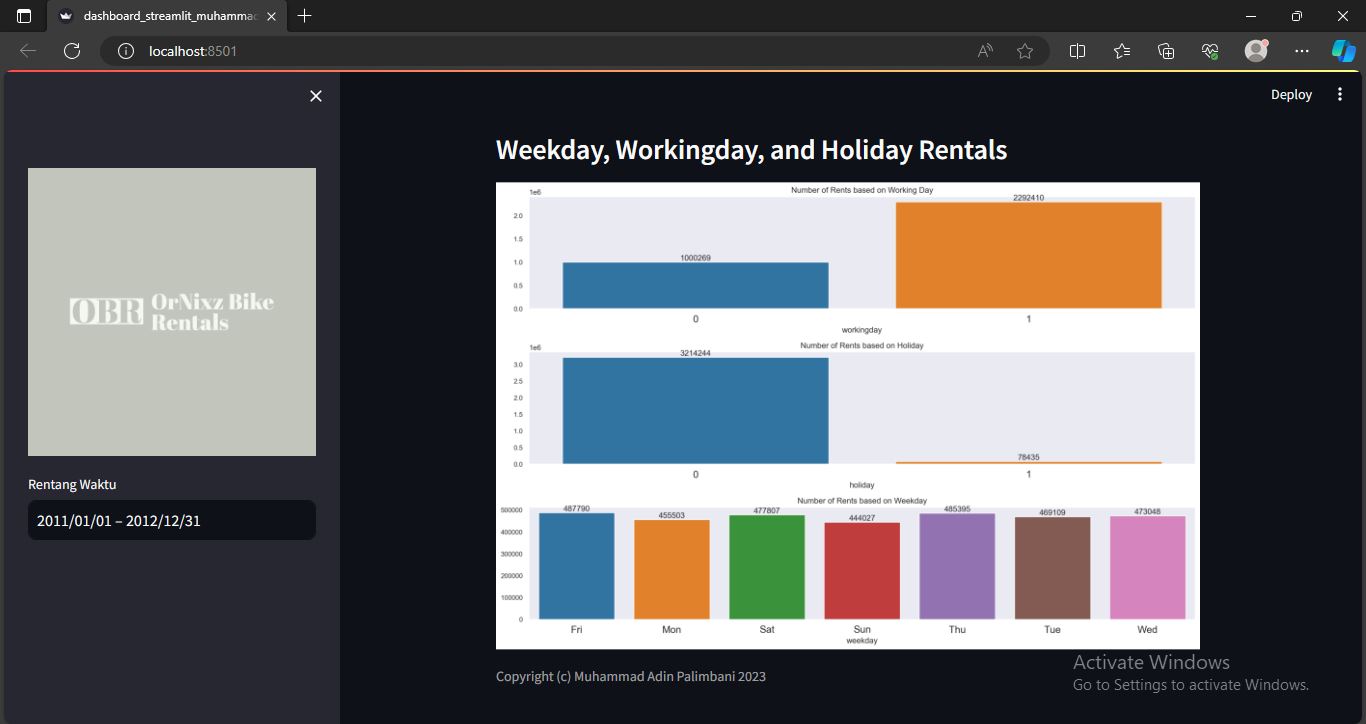 dashboard_streamlit_muhammac
localhost:8501
Deploy
OBR OrNixz Bike
Rentals
Rentang Waktu
2011/01/01 – 2012/12/31
Weekday, Workingday, and Holiday Rentals
Number of Rents based on Working Day
1e6
2292410
2.0
1.5
1000269
1.0
0.5
0.0
0 1
workingday
Number of Rents based on Holiday
1e6
3214244
3.0
2.5
2.0
1.5
1.0
0.5
78435
0.0
0 1
holiday
Number of Rents based on Weekday
500000
487790 455503 477807 444027 485395 469109 473048
400000
300000
200000
100000
0
Fri Mon Sat Sun Thu Tue Wed
weekday
Copyright (c) Muhammad Adin Palimbani 2023
Activate Windows
Go to Settings to activate Windows.